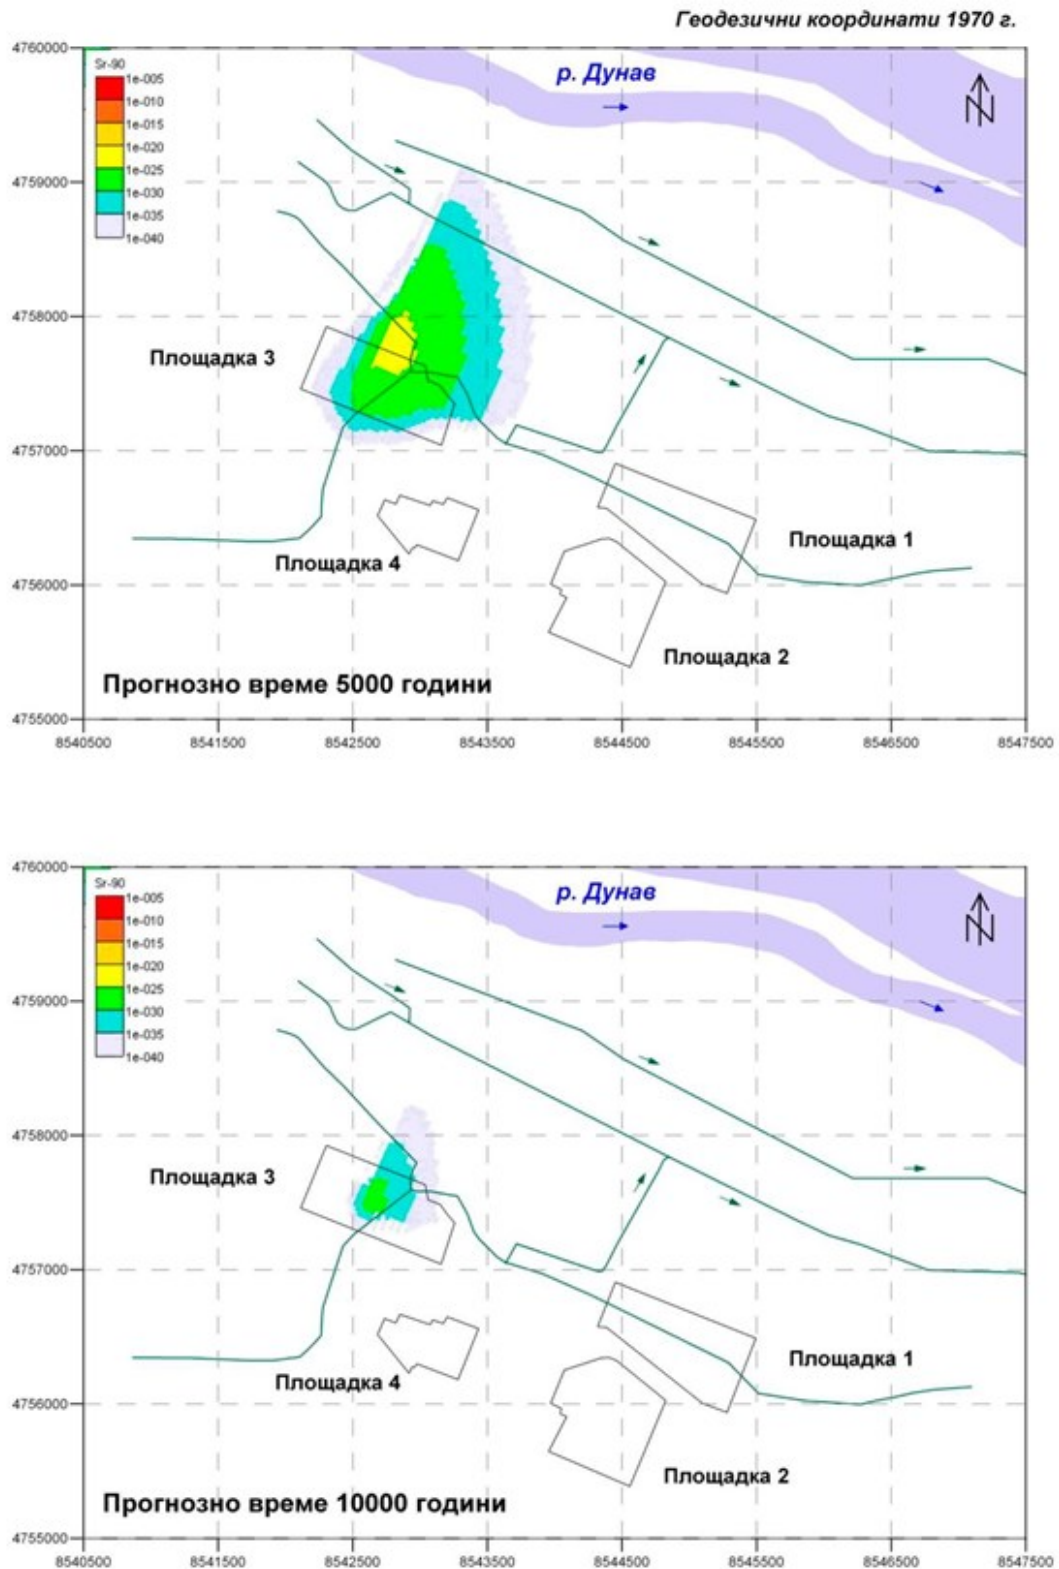 Геодезични координати 1970 г.
4760000
Sr-90
р. Дунав
N
1e-005
1e-010
1e-015
1e-020
1e-025
1e-030
1e-035
1e-040
4759000
4758000
Площадка 3
4757000
Площадка 1
Площадка 4
4756000
Площадка 2
Прогнозно време 5000 години
4755000
8540500 8541500 8542500 8543500 8544500 8545500 8546500 8547500
4760000
Sr-90
р. Дунав
N
1e-005
1e-010
1e-015
1e-020
1e-025
1e-030
1e-035
1e-040
4759000
4758000
Площадка 3
4757000
Площадка 1
Площадка 4
4756000
Площадка 2
Прогнозно време 10000 години
4755000
8540500 8541500 8542500 8543500 8544500 8545500 8546500 8547500